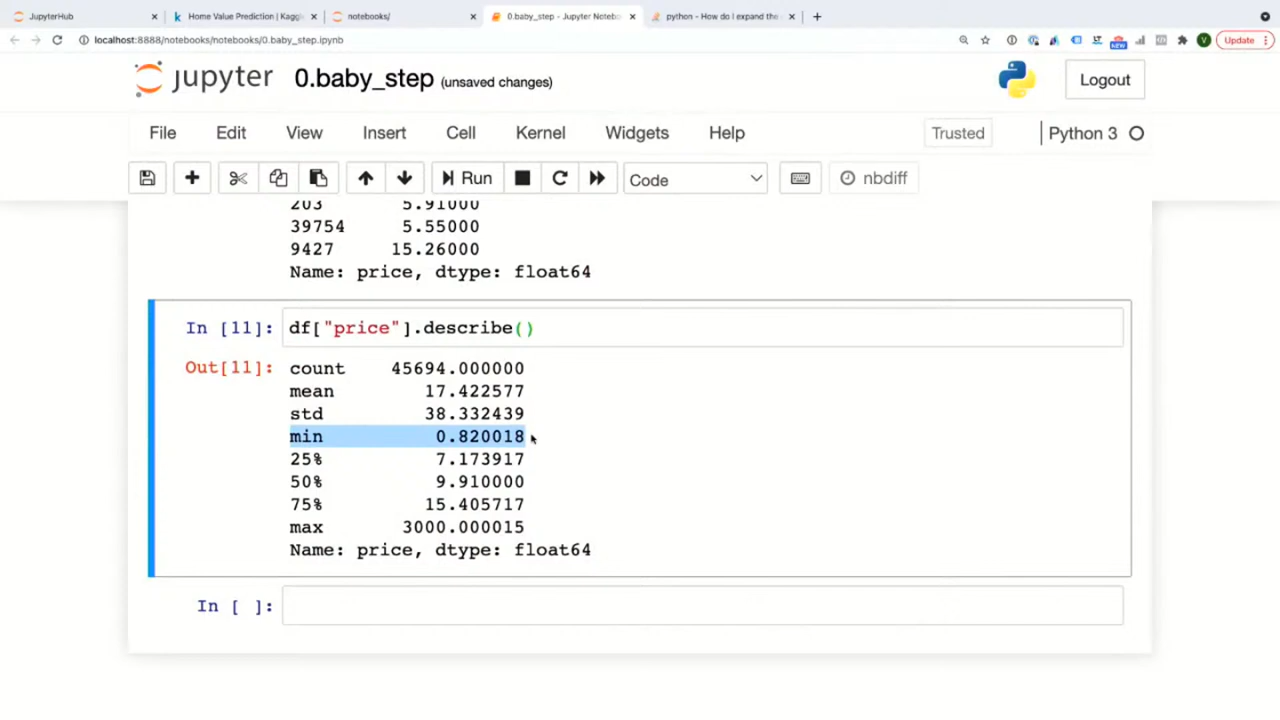 JupyterHub
Home Value Prediction | Kaggle
notebooks/
0.baby_step - Jupyter Notebo
python - How do I expand the
localhost:8888/notebooks/notebooks/0.baby_step.ipynb
NEW
V
Update
jupyter 0.baby_step (unsaved changes)
Logout
File Edit View Insert Cell Kernel Widgets Help
Trusted
Python 3
Run
Code
nbdiff
203 5.91000
39754 5.55000
9427 15.26000
Name: price, dtype: float64
In [11]: df["price"].describe()
Out[11]: count 45694.000000
mean 17.422577
std 38.332439
min 0.820018
25% 7.173917
50% 9.910000
75% 15.405717
max 3000.000015
Name: price, dtype: float64
In [ ]: